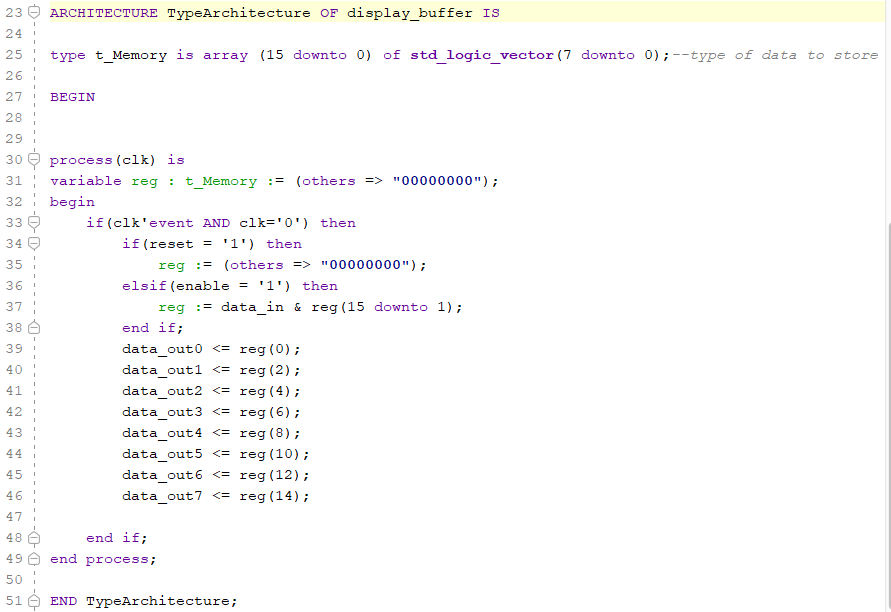 23 ARCHITECTURE TypeArchitecture OF display_buffer IS
24
25 type t_Memory is array (15 downto 0) of std_logic_vector(7 downto 0);--type of data to store
26
27 BEGIN
28
29
30 process(clk) is
31 variable reg : t_Memory := (others => "00000000");
32 begin
33     if(clk'event AND clk='0') then
34         if(reset = '1') then
35             reg := (others => "00000000");
36         elsif(enable = '1') then
37             reg := data_in & reg(15 downto 1);
38         end if;
39         data_out0 <= reg(0);
40         data_out1 <= reg(2);
41         data_out2 <= reg(4);
42         data_out3 <= reg(6);
43         data_out4 <= reg(8);
44         data_out5 <= reg(10);
45         data_out6 <= reg(12);
46         data_out7 <= reg(14);
47
48     end if;
49 end process;
50
51 END TypeArchitecture;